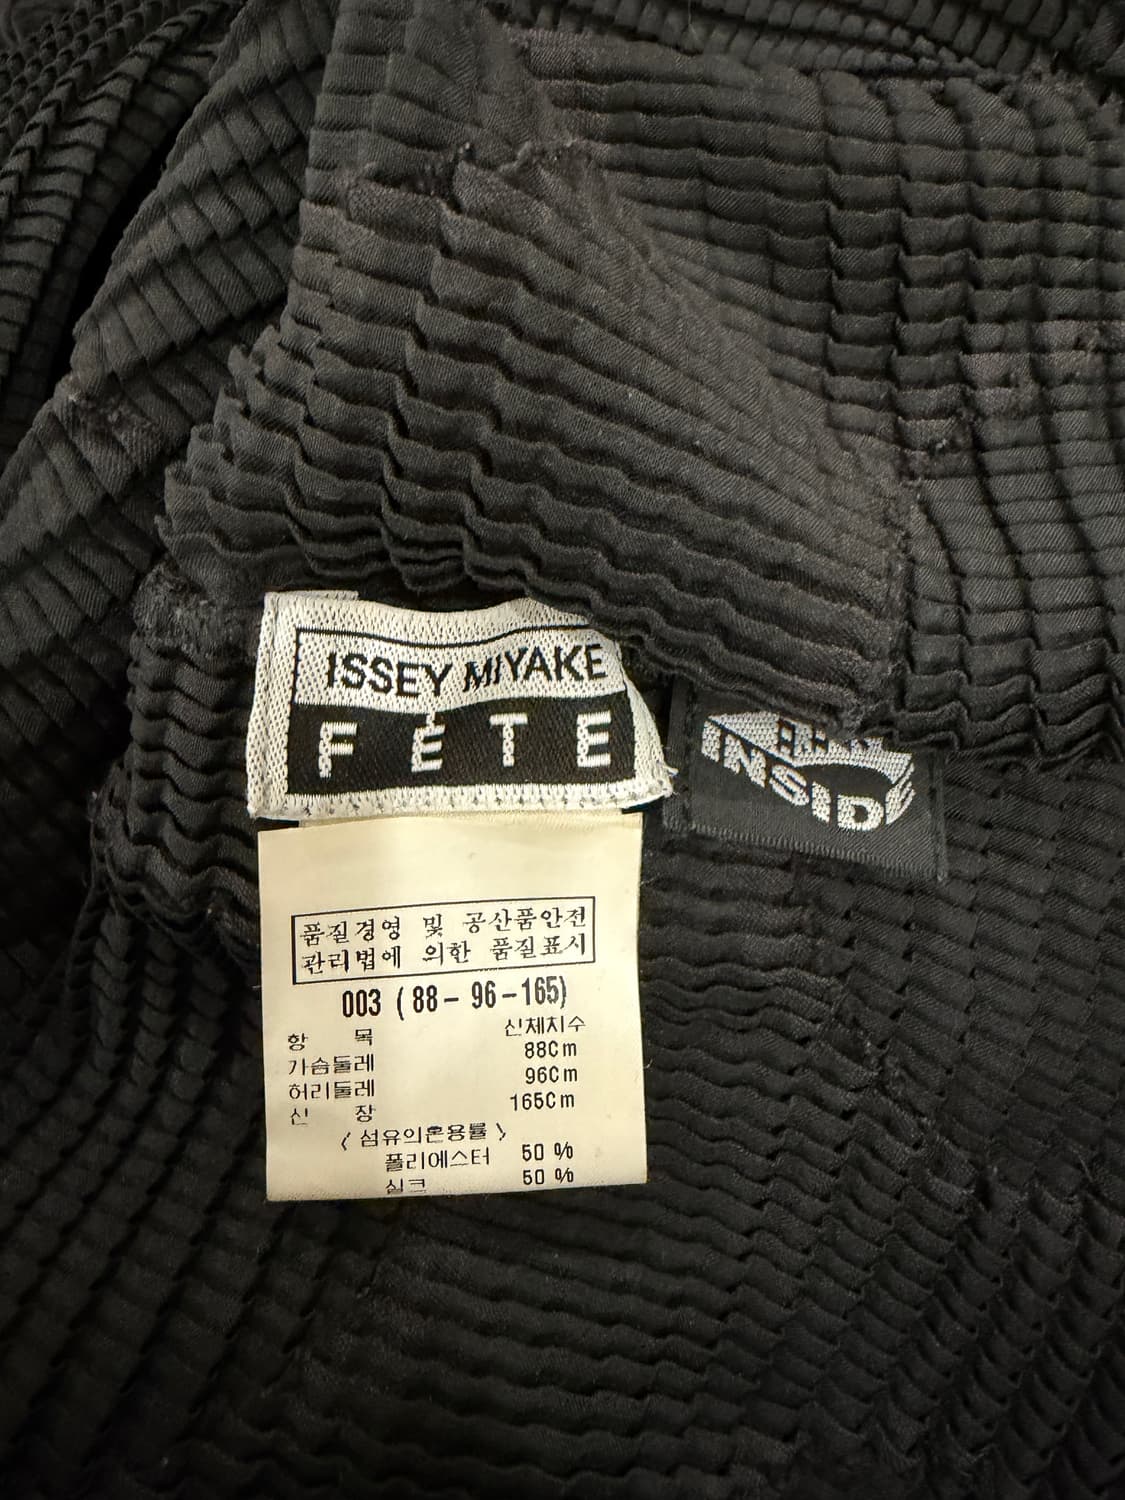 ISSEY MIYAKE
FÊTE
INSIDE
품질경영 및 공산품안전
관리법에 의한 품질표시
003 (88-96-165)
항 목 신체치수
가슴둘레 88Cm
허리둘레 96Cm
신 장 165Cm
〈섬유의혼용률〉
폴리에스터 50 %
실크 50 %